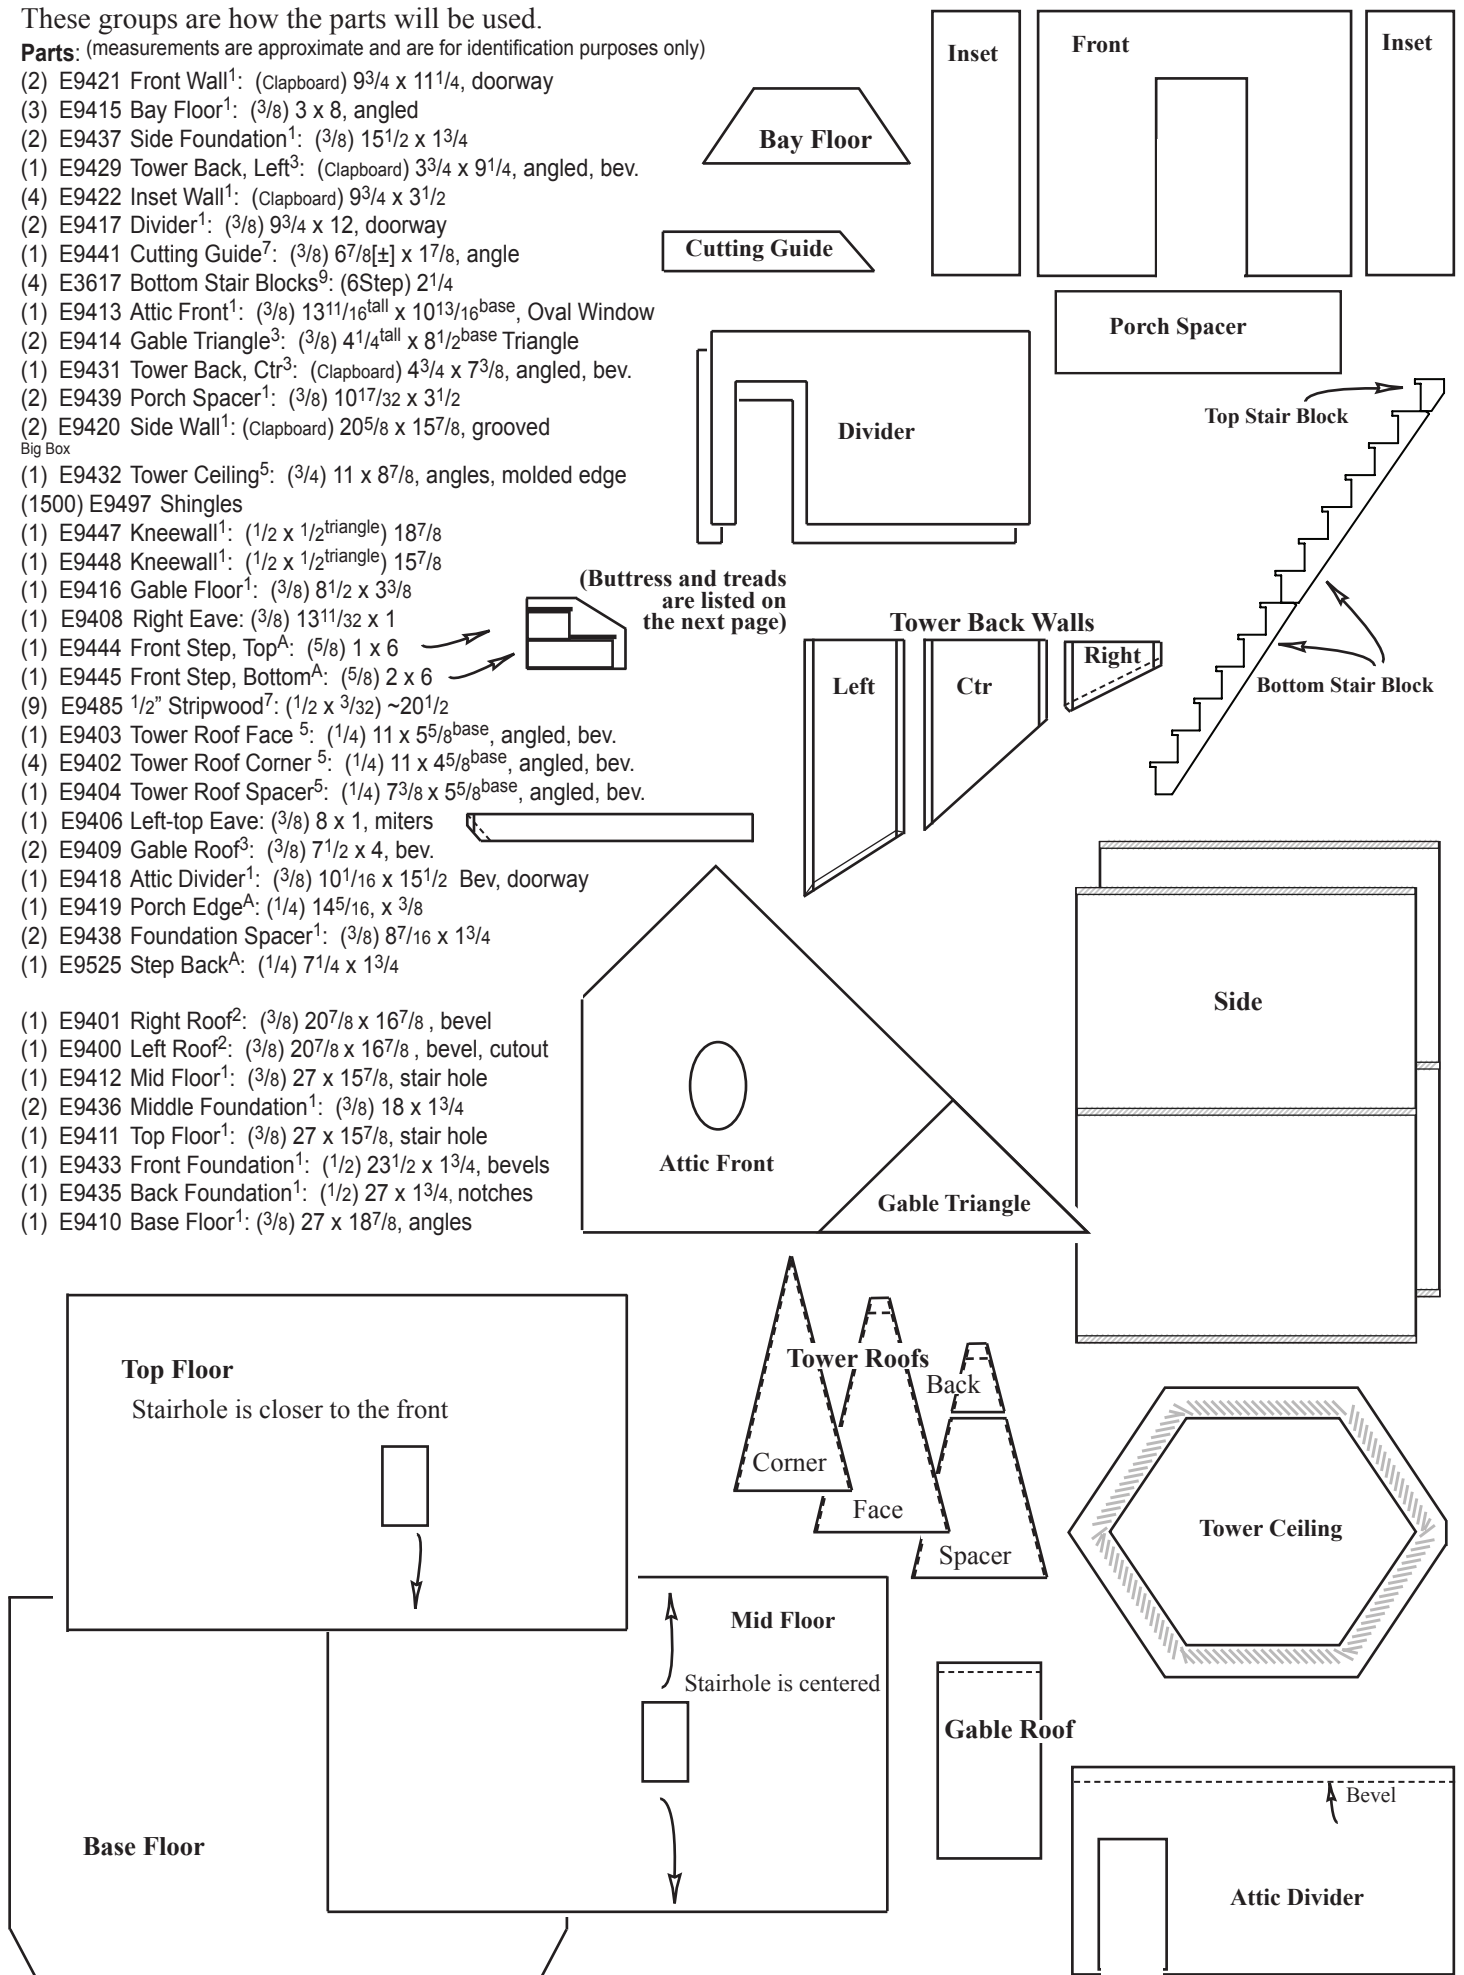 These groups are how the parts will be used.
Parts: (measurements are approximate and are for identification purposes only)
(2) E9421 Front Wall1: (Clapboard) 93/4 x 111/4, doorway
(3) E9415 Bay Floor1: (3/8) 3 x 8, angled
(2) E9437 Side Foundation1: (3/8) 151/2 x 13/4
(1) E9429 Tower Back, Left3: (Clapboard) 33/4 x 91/4, angled, bev.
(4) E9422 Inset Wall1: (Clapboard) 93/4 x 31/2
(2) E9417 Divider1: (3/8) 93/4 x 12, doorway
(1) E9441 Cutting Guide7: (3/8) 67/8[±] x 17/8, angle
(4) E3617 Bottom Stair Blocks9: (6Step) 21/4
(1) E9413 Attic Front1: (3/8) 1311/16tall x 1013/16base, Oval Window
(2) E9414 Gable Triangle3: (3/8) 41/4tall x 81/2base Triangle
(1) E9431 Tower Back, Ctr3: (Clapboard) 43/4 x 73/8, angled, bev.
(2) E9439 Porch Spacer1: (3/8) 1017/32 x 31/2
(2) E9420 Side Wall1: (Clapboard) 205/8 x 157/8, grooved
Big Box
(1) E9432 Tower Ceiling5: (3/4) 11 x 87/8, angles, molded edge
(1500) E9497 Shingles
(1) E9447 Kneewall1: (1/2 x 1/2triangle) 187/8
(1) E9448 Kneewall1: (1/2 x 1/2triangle) 157/8
(1) E9416 Gable Floor1: (3/8) 81/2 x 33/8
(1) E9408 Right Eave: (3/8) 1311/32 x 1
(1) E9444 Front Step, TopA: (5/8) 1 x 6
(1) E9445 Front Step, BottomA: (5/8) 2 x 6
(9) E9485 1/2” Stripwood7: (1/2 x 3/32) ~201/2
(1) E9403 Tower Roof Face 5: (1/4) 11 x 55/8base, angled, bev.
(4) E9402 Tower Roof Corner 5: (1/4) 11 x 45/8base, angled, bev.
(1) E9404 Tower Roof Spacer5: (1/4) 73/8 x 55/8base, angled, bev.
(1) E9406 Left-top Eave: (3/8) 8 x 1, miters
(2) E9409 Gable Roof3: (3/8) 71/2 x 4, bev.
(1) E9418 Attic Divider1: (3/8) 101/16 x 151/2 Bev, doorway
(1) E9419 Porch EdgeA: (1/4) 145/16, x 3/8
(2) E9438 Foundation Spacer1: (3/8) 87/16 x 13/4
(1) E9525 Step BackA: (1/4) 71/4 x 13/4
(1) E9401 Right Roof2: (3/8) 207/8 x 167/8 , bevel
(1) E9400 Left Roof2: (3/8) 207/8 x 167/8 , bevel, cutout
(1) E9412 Mid Floor1: (3/8) 27 x 157/8, stair hole
(2) E9436 Middle Foundation1: (3/8) 18 x 13/4
(1) E9411 Top Floor1: (3/8) 27 x 157/8, stair hole
(1) E9433 Front Foundation1: (1/2) 231/2 x 13/4, bevels
(1) E9435 Back Foundation1: (1/2) 27 x 13/4, notches
(1) E9410 Base Floor1: (3/8) 27 x 187/8, angles
Inset
Front
Inset
Bay Floor
Cutting Guide
Porch Spacer
Divider
Top Stair Block
(Buttress and treads
are listed on
the next page)
Tower Back Walls
Left
Ctr
Right
Bottom Stair Block
Side
Attic Front
Gable Triangle
Top Floor
Stairhole is closer to the front
Tower Roofs
Back
Corner
Face
Spacer
Tower Ceiling
Mid Floor
Stairhole is centered
Gable Roof
Bevel
Base Floor
Attic Divider